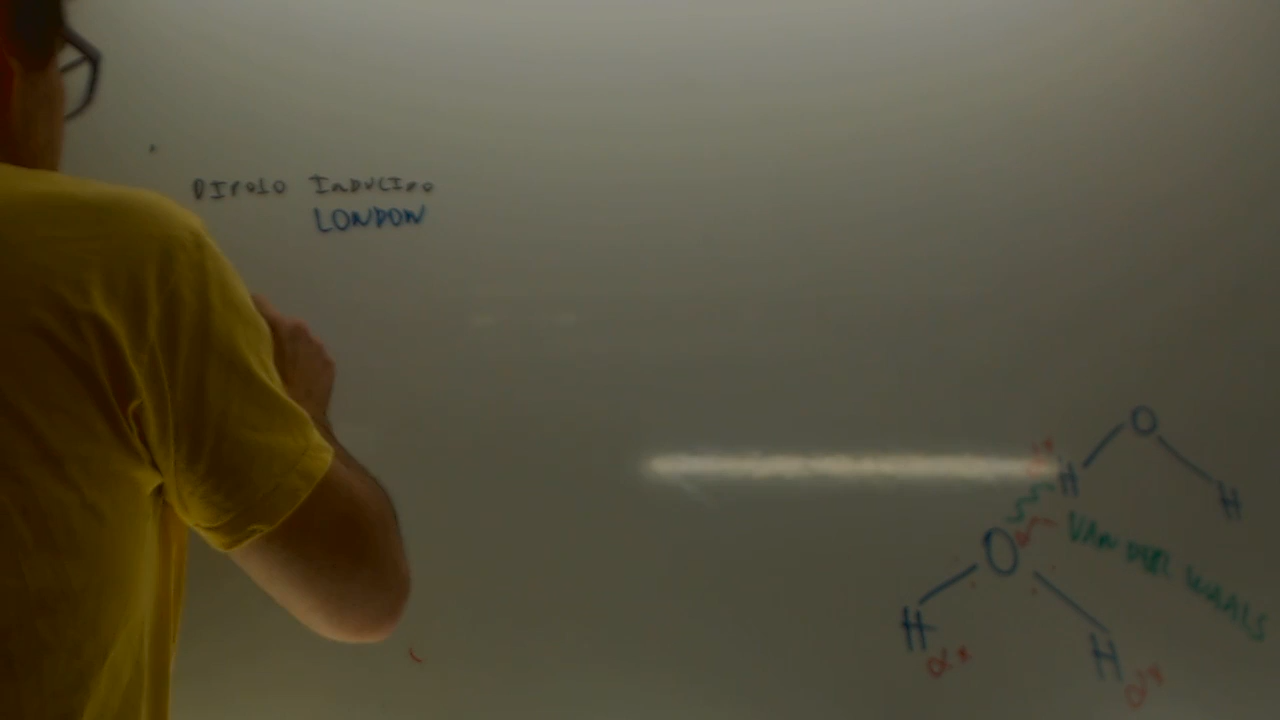 DIPOLO INDUCIDO
LONDON
O
H
H
VAN DER WAALS
O
H
H